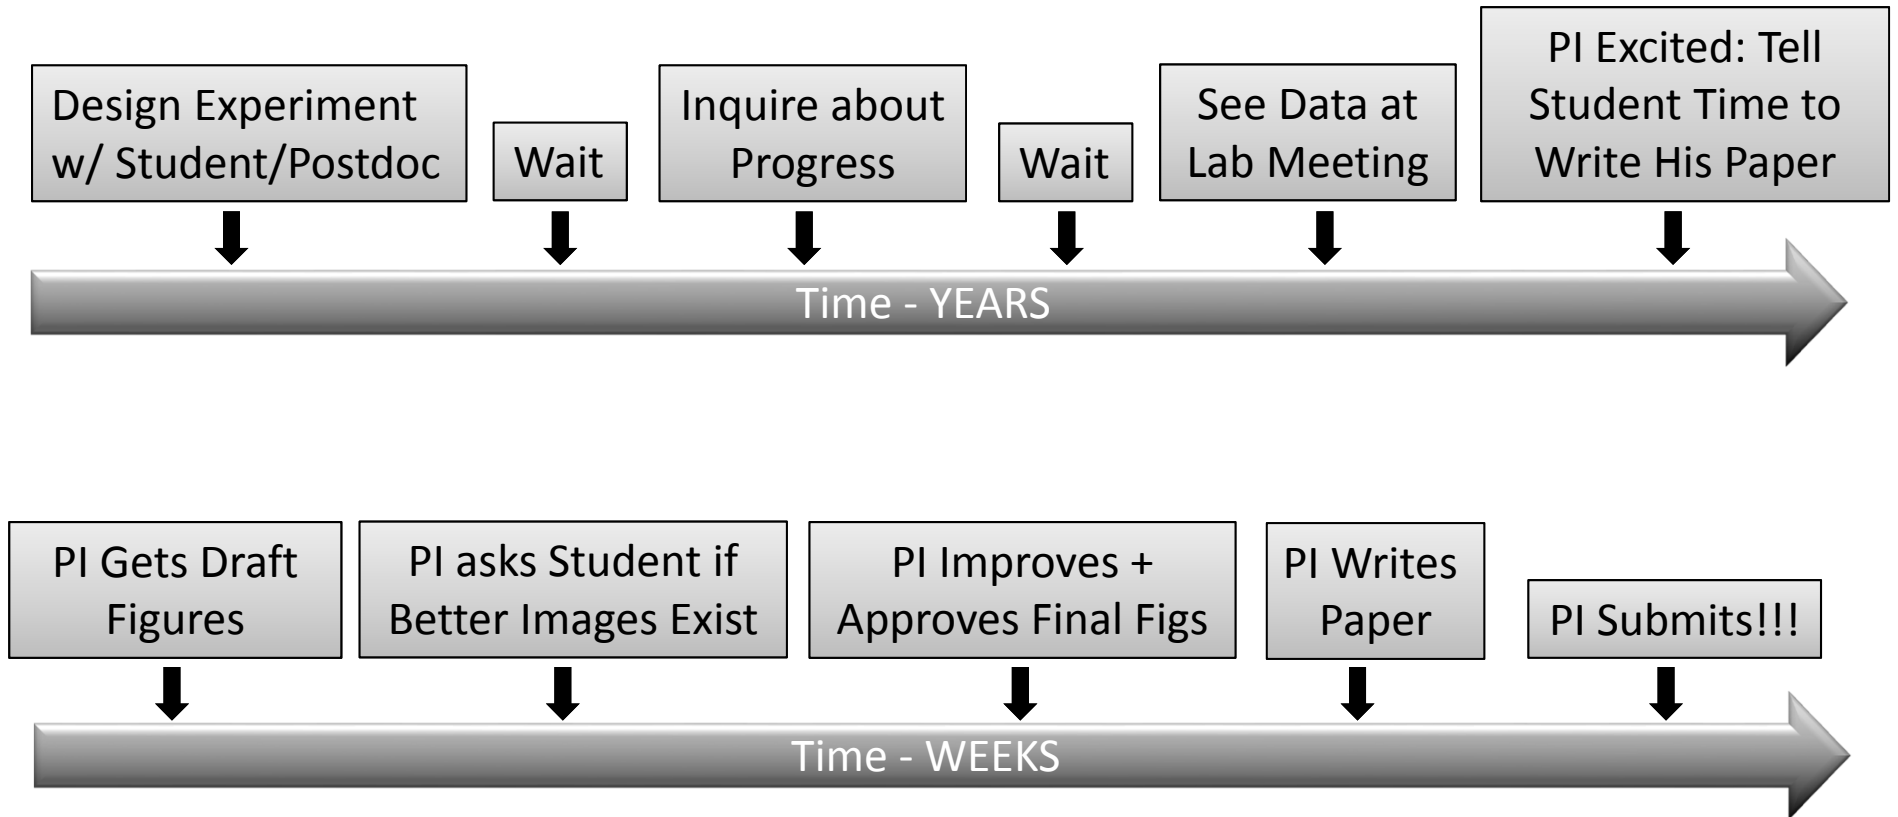 Design Experiment
w/ Student/Postdoc
Wait
Inquire about
Progress
Wait
See Data at
Lab Meeting
PI Excited: Tell
Student Time to
Write His Paper
Time - YEARS
PI Gets Draft
Figures
PI asks Student if
Better Images Exist
PI Improves +
Approves Final Figs
PI Writes
Paper
PI Submits!!!
Time - WEEKS